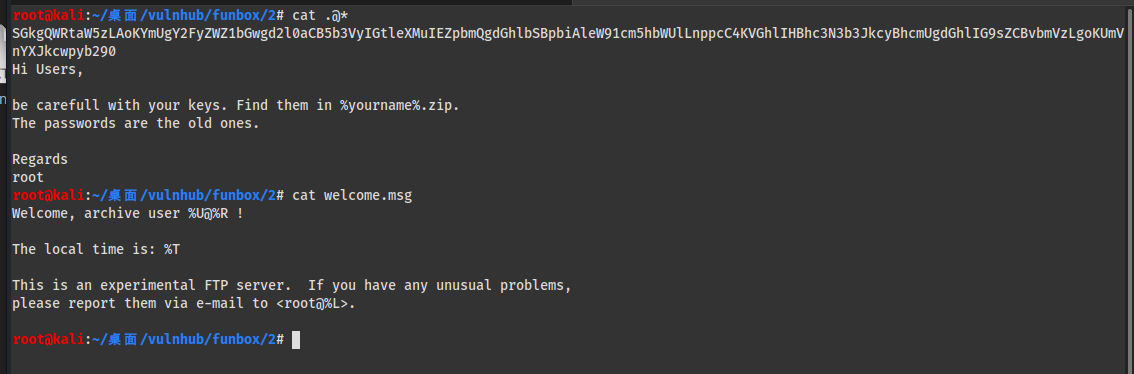 root@kali:~/桌面/vulnhub/funbox/2# cat .@*
SGkgQWRtaW5zLAoKYmUgY2FyZWZ1bGwgd2l0aCB5b3VyIGtleXMuIEZpbmQgdGhlbSBpbiAleW91cm5hbWUlLnppcC4KVGhlIHBhc3N3b3JkcyBhcmUgdGhlIG9sZCBvbmVzLgoKUmV
nYXJkcwpyb290
Hi Users,
be carefull with your keys. Find them in %yourname%.zip.
The passwords are the old ones.
Regards
root
root@kali:~/桌面/vulnhub/funbox/2# cat welcome.msg
Welcome, archive user %U@%R !
The local time is: %T
This is an experimental FTP server.  If you have any unusual problems,
please report them via e-mail to <root@%L>.
root@kali:~/桌面/vulnhub/funbox/2#